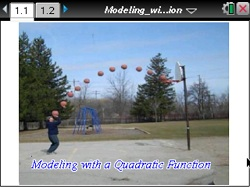 1.1 1.2 Modeling_wi...ion
Modeling with a Quadratic Function